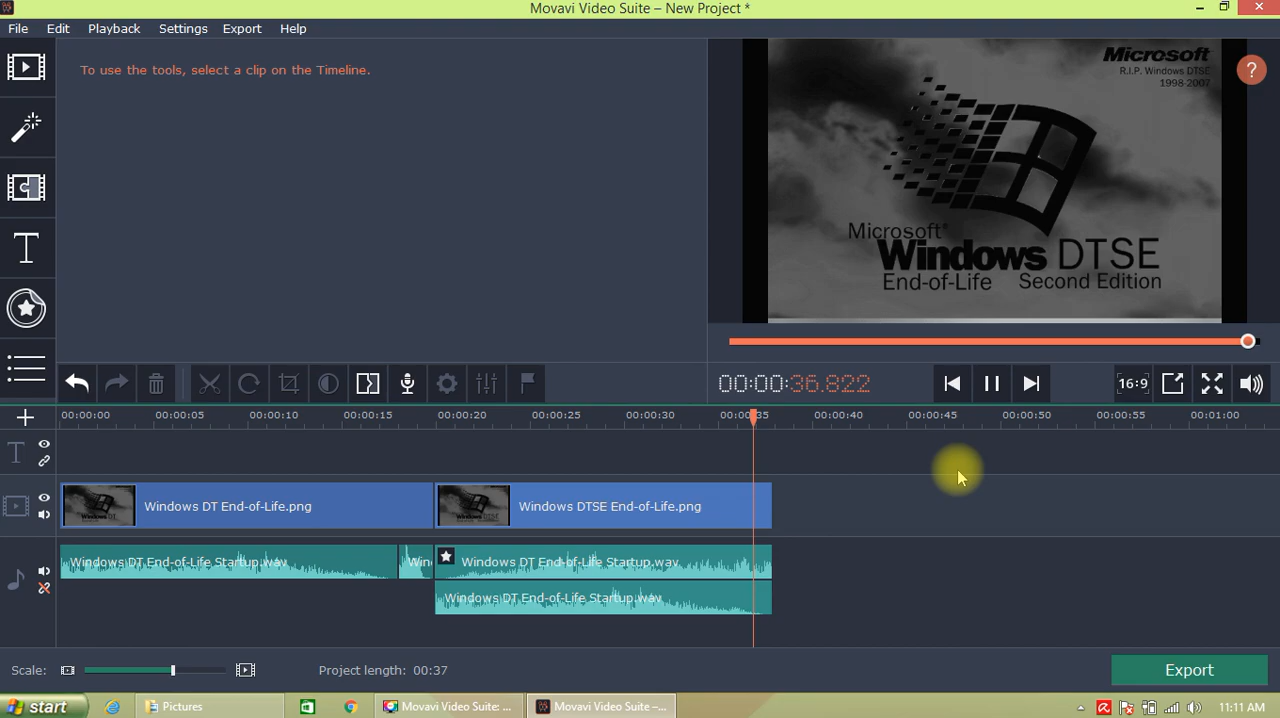 Movavi Video Suite – New Project *
File Edit Playback Settings Export Help
To use the tools, select a clip on the Timeline.
Microsoft
R.I.P. Windows DTSE
1998-2007
?
Microsoft®
Windows DTSE
End-of-Life Second Edition
00:00:36.822
16:9
00:00:00 00:00:05 00:00:10 00:00:15 00:00:20 00:00:25 00:00:30 00:00:35 00:00:40 00:00:45 00:00:50 00:00:55 00:01:00
Windows DT End-of-Life.png Windows DTSE End-of-Life.png
Windows DT End-of-Life Startup.wav Windows DT End-of-Life Startup.wav
Windows DT End-of-Life Startup.wav
Scale: Project length: 00:37 Export
start Pictures Movavi Video Suite: ... Movavi Video Suite –... 11:11 AM